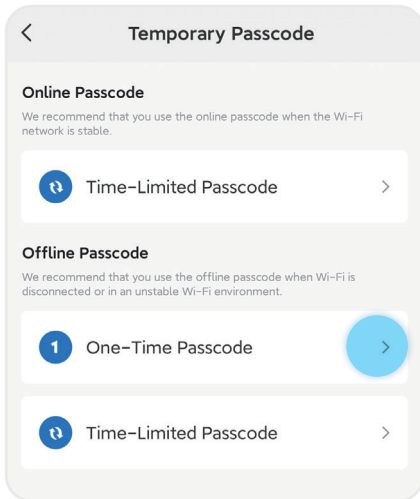 Temporary Passcode
Online Passcode
We recommend that you use the online passcode when the Wi-Fi
network is stable.
Time-Limited Passcode
Offline Passcode
We recommend that you use the offline passcode when Wi-Fi is
disconnected or in an unstable Wi-Fi environment.
1 One-Time Passcode
Time-Limited Passcode